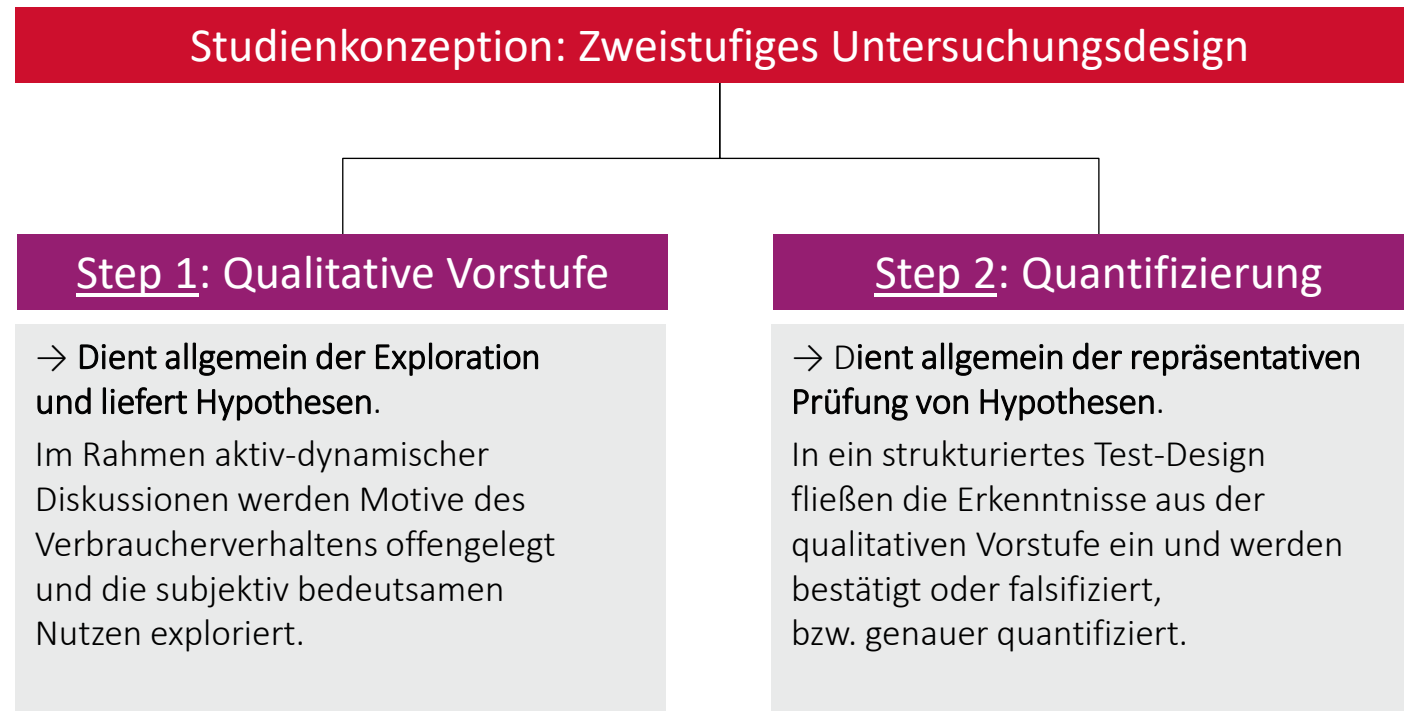 Studienkonzeption: Zweistufiges Untersuchungsdesign
Step 1: Qualitative Vorstufe
→ Dient allgemein der Exploration
und liefert Hypothesen.
Im Rahmen aktiv-dynamischer
Diskussionen werden Motive des
Verbraucherverhaltens offengelegt
und die subjektiv bedeutsamen
Nutzen exploriert.
Step 2: Quantifizierung
→ Dient allgemein der repräsentativen
Prüfung von Hypothesen.
In ein strukturiertes Test-Design
fließen die Erkenntnisse aus der
qualitativen Vorstufe ein und werden
bestätigt oder falsifiziert,
bzw. genauer quantifiziert.